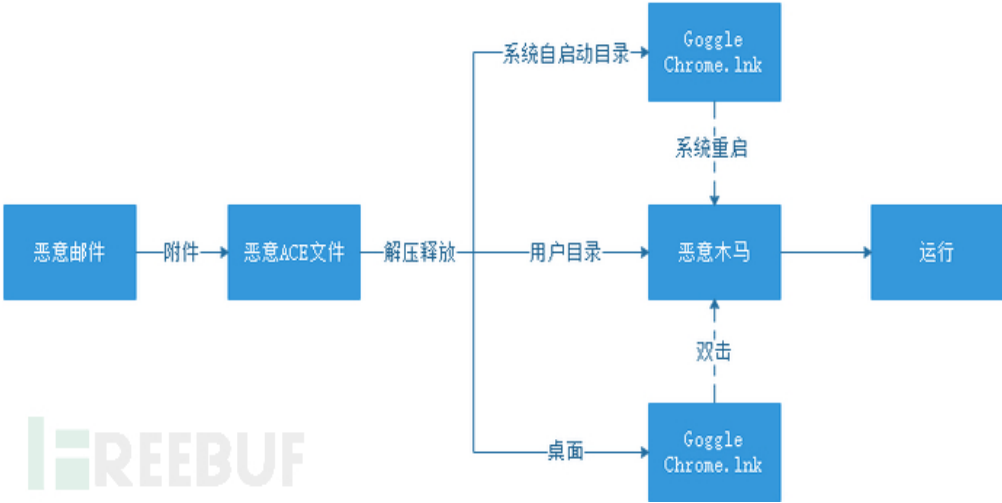 Goggle
Chrome.lnk
系统自启动目录
系统重启
恶意邮件
附件
恶意ACE文件
解压释放
用户目录
恶意木马
运行
双击
桌面
Goggle
Chrome.lnk
FREEBUF